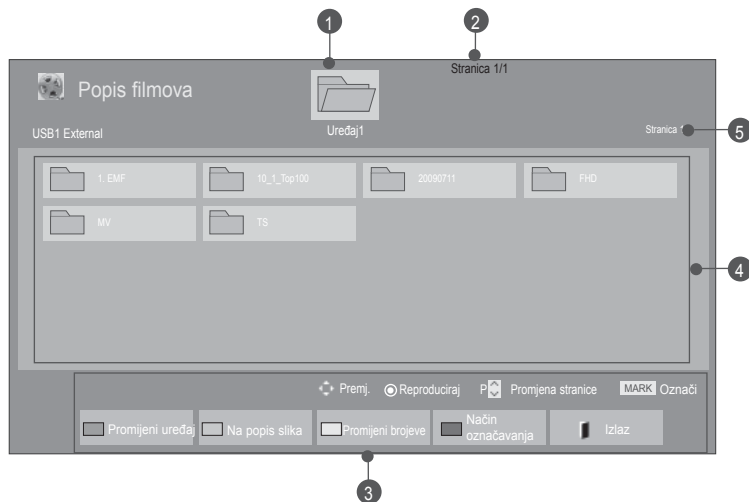 1
2
Stranica 1/1
Popis filmova
Uređaj1
USB1 External
Stranica 1
5
1. EMF
10_1_Top100
20090711
FHD
MV
TS
4
Premj.
Reproduciraj
P
Promjena stranice
MARK Označi
Promijeni uređaj
Na popis slika
Promijeni brojeve
Način
označavanja
Izlaz
3